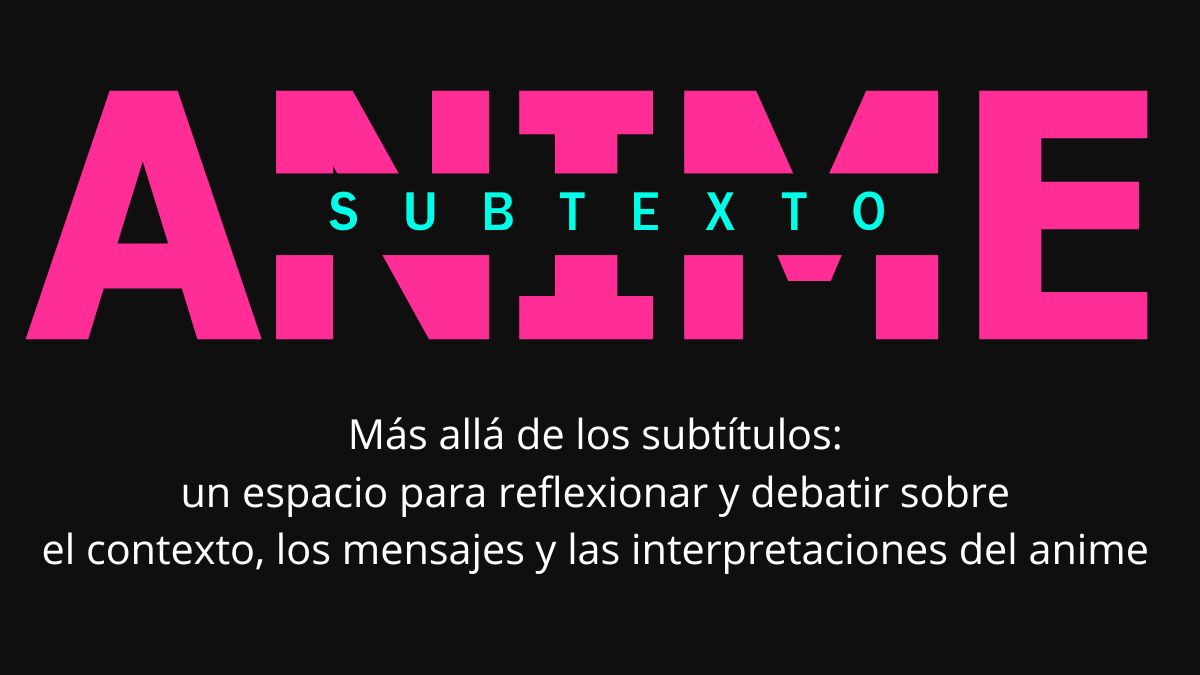 ANIME
SUBTEXTO
Más allá de los subtítulos:
un espacio para reflexionar y debatir sobre
el contexto, los mensajes y las interpretaciones del anime